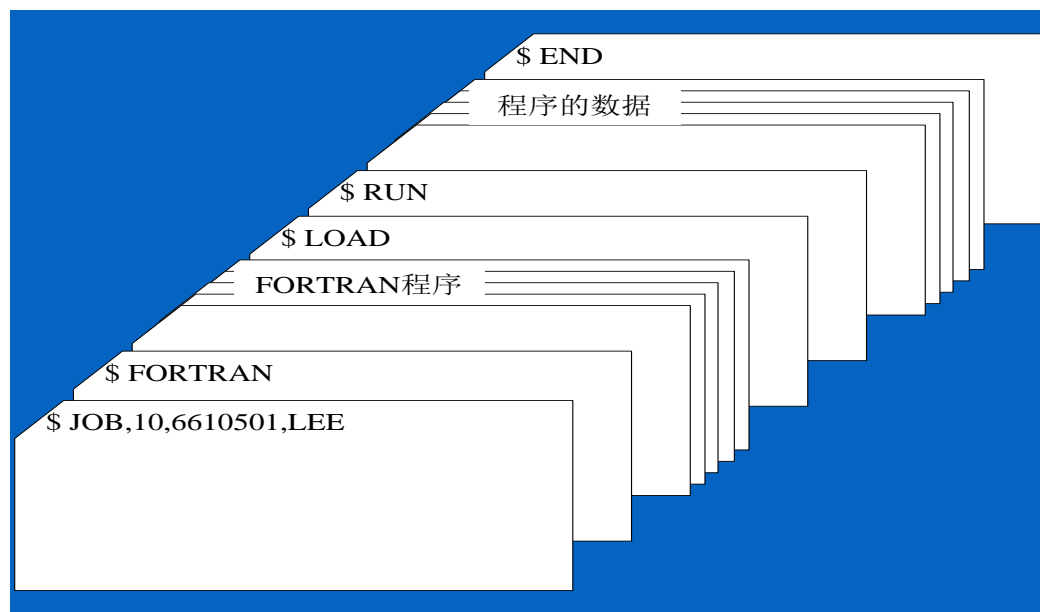 $ END
程序的数据
$ RUN
$ LOAD
FORTRAN程序
$ FORTRAN
$ JOB,10,6610501,LEE